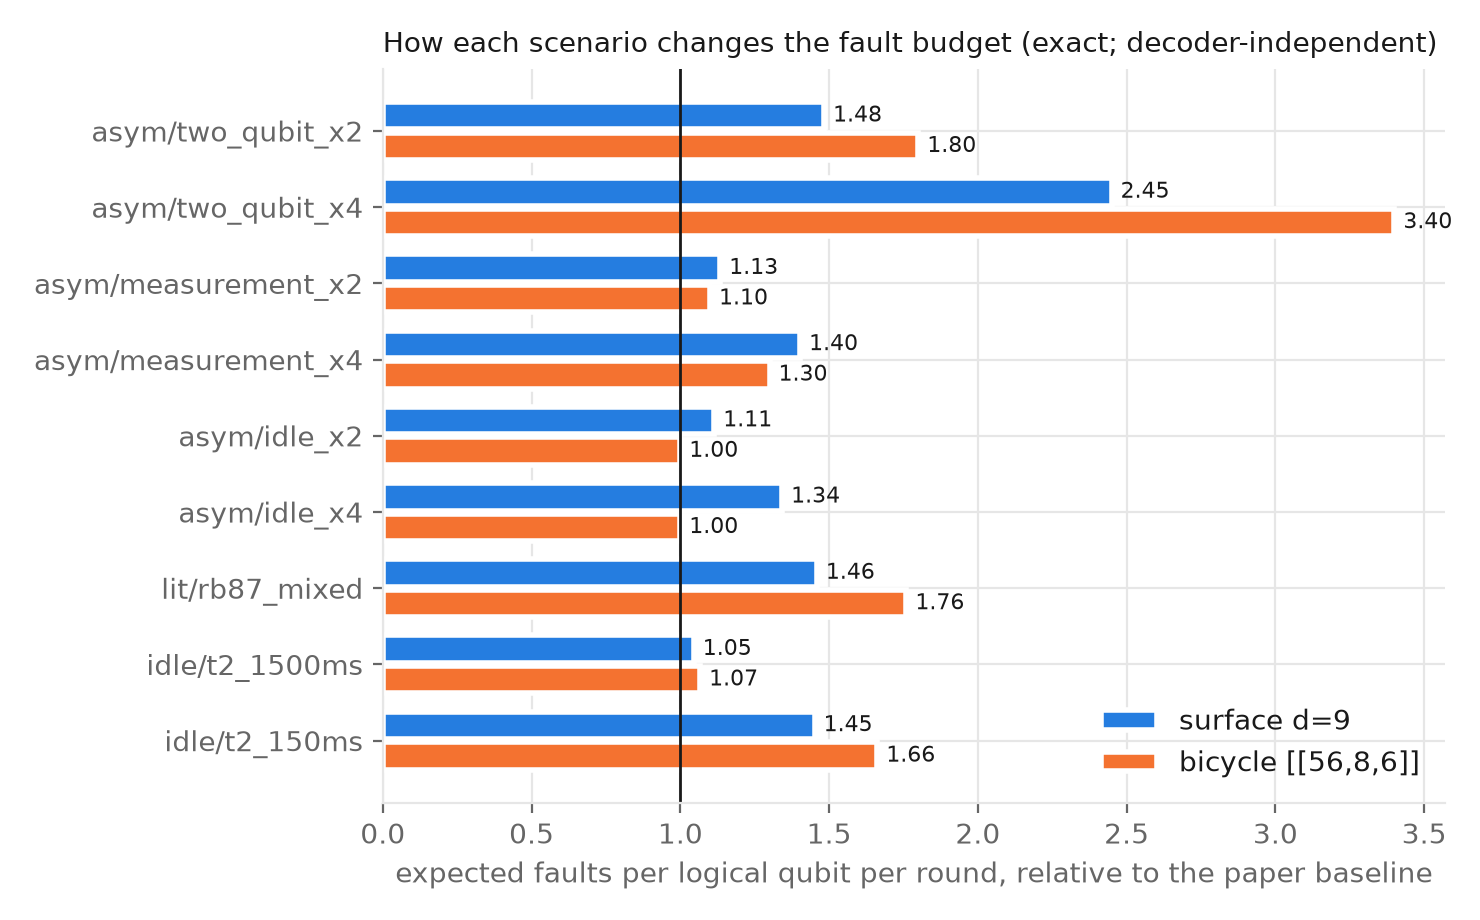 How each scenario changes the fault budget (exact; decoder-independent)
asym/two_qubit_x2
1.48
1.80
asym/two_qubit_x4
2.45
3.40
asym/measurement_x2
1.13
1.10
asym/measurement_x4
1.40
1.30
asym/idle_x2
1.11
1.00
asym/idle_x4
1.34
1.00
lit/rb87_mixed
1.46
1.76
idle/t2_1500ms
1.05
1.07
idle/t2_150ms
1.45
1.66
surface d=9
bicycle [[56,8,6]]
0.0 0.5 1.0 1.5 2.0 2.5 3.0 3.5
expected faults per logical qubit per round, relative to the paper baseline